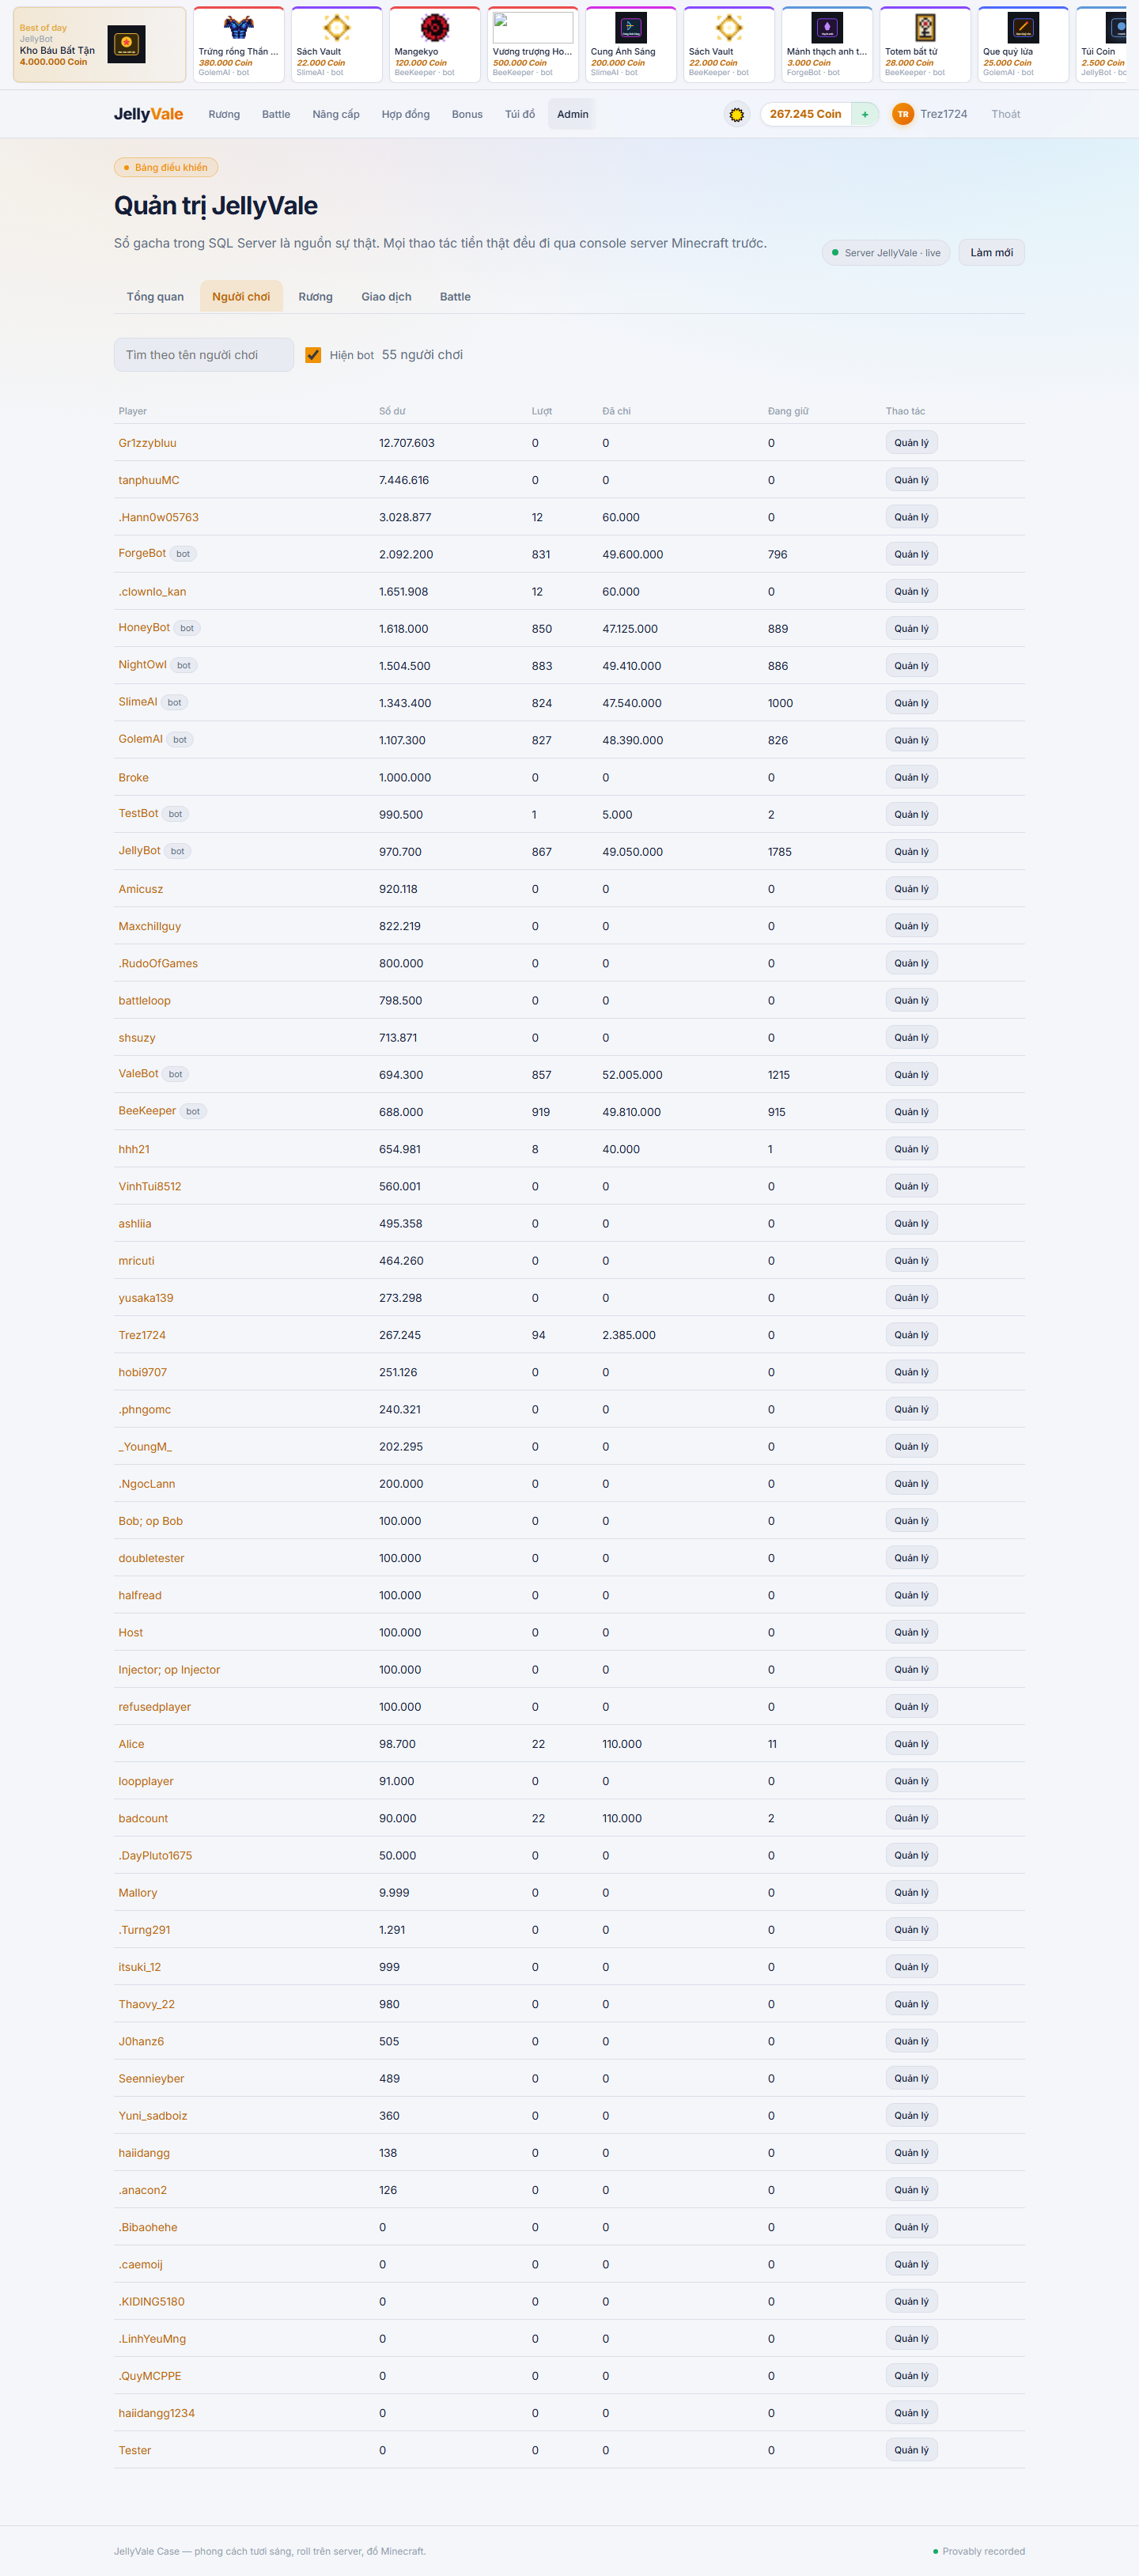 Best of day
JellyBot
Kho Báu Bất Tận
4.000.000 Coin
Trứng rồng Thần ...
380.000 Coin
GolemAI · bot
Sách Vault
22.000 Coin
SlimeAI · bot
Mangekyo
120.000 Coin
BeeKeeper · bot
Vương trượng Ho...
500.000 Coin
BeeKeeper · bot
Cung Ánh Sáng
200.000 Coin
SlimeAI · bot
Sách Vault
22.000 Coin
BeeKeeper · bot
Mảnh thạch anh t...
3.000 Coin
ForgeBot · bot
Totem bất tử
28.000 Coin
BeeKeeper · bot
Que quỷ lửa
25.000 Coin
GolemAI · bot
Túi Coin
2.500 Coin
JellyBot · bo
JellyVale Rương Battle Nâng cấp Hợp đồng Bonus Túi đồ Admin 267.245 Coin + TR Trez1724 Thoát
Bảng điều khiển
Quản trị JellyVale
Sổ gacha trong SQL Server là nguồn sự thật. Mọi thao tác tiền thật đều đi qua console server Minecraft trước.
Server JellyVale · live Làm mới
Tổng quan Người chơi Rương Giao dịch Battle
Tìm theo tên người chơi Hiện bot 55 người chơi
Player Số dư Lượt Đã chi Đang giữ Thao tác
Gr1zzybluu 12.707.603 0 0 0 Quản lý
tanphuuMC 7.446.616 0 0 0 Quản lý
.Hann0w05763 3.028.877 12 60.000 0 Quản lý
ForgeBot bot 2.092.200 831 49.600.000 796 Quản lý
.clownlo_kan 1.651.908 12 60.000 0 Quản lý
HoneyBot bot 1.618.000 850 47.125.000 889 Quản lý
NightOwl bot 1.504.500 883 49.410.000 886 Quản lý
SlimeAI bot 1.343.400 824 47.540.000 1000 Quản lý
GolemAI bot 1.107.300 827 48.390.000 826 Quản lý
Broke 1.000.000 0 0 0 Quản lý
TestBot bot 990.500 1 5.000 2 Quản lý
JellyBot bot 970.700 867 49.050.000 1785 Quản lý
Amicusz 920.118 0 0 0 Quản lý
Maxchillguy 822.219 0 0 0 Quản lý
.RudoOfGames 800.000 0 0 0 Quản lý
battleloop 798.500 0 0 0 Quản lý
shsuzy 713.871 0 0 0 Quản lý
ValeBot bot 694.300 857 52.005.000 1215 Quản lý
BeeKeeper bot 688.000 919 49.810.000 915 Quản lý
hhh21 654.981 8 40.000 1 Quản lý
VinhTui8512 560.001 0 0 0 Quản lý
ashliia 495.358 0 0 0 Quản lý
mricuti 464.260 0 0 0 Quản lý
yusaka139 273.298 0 0 0 Quản lý
Trez1724 267.245 94 2.385.000 0 Quản lý
hobi9707 251.126 0 0 0 Quản lý
.phngomc 240.321 0 0 0 Quản lý
_YoungM_ 202.295 0 0 0 Quản lý
.NgocLann 200.000 0 0 0 Quản lý
Bob; op Bob 100.000 0 0 0 Quản lý
doubletester 100.000 0 0 0 Quản lý
halfread 100.000 0 0 0 Quản lý
Host 100.000 0 0 0 Quản lý
Injector; op Injector 100.000 0 0 0 Quản lý
refusedplayer 100.000 0 0 0 Quản lý
Alice 98.700 22 110.000 11 Quản lý
loopplayer 91.000 0 0 0 Quản lý
badcount 90.000 22 110.000 2 Quản lý
.DayPluto1675 50.000 0 0 0 Quản lý
Mallory 9.999 0 0 0 Quản lý
.Turng291 1.291 0 0 0 Quản lý
itsuki_12 999 0 0 0 Quản lý
Thaovy_22 980 0 0 0 Quản lý
J0hanz6 505 0 0 0 Quản lý
Seennieyber 489 0 0 0 Quản lý
Yuni_sadboiz 360 0 0 0 Quản lý
haiidangg 138 0 0 0 Quản lý
.anacon2 126 0 0 0 Quản lý
.Bibaohehe 0 0 0 0 Quản lý
.caemoij 0 0 0 0 Quản lý
.KIDING5180 0 0 0 0 Quản lý
.LinhYeuMng 0 0 0 0 Quản lý
.QuyMCPPE 0 0 0 0 Quản lý
haiidangg1234 0 0 0 0 Quản lý
Tester 0 0 0 0 Quản lý
JellyVale Case — phong cách tươi sáng, roll trên server, đồ Minecraft. Provably recorded